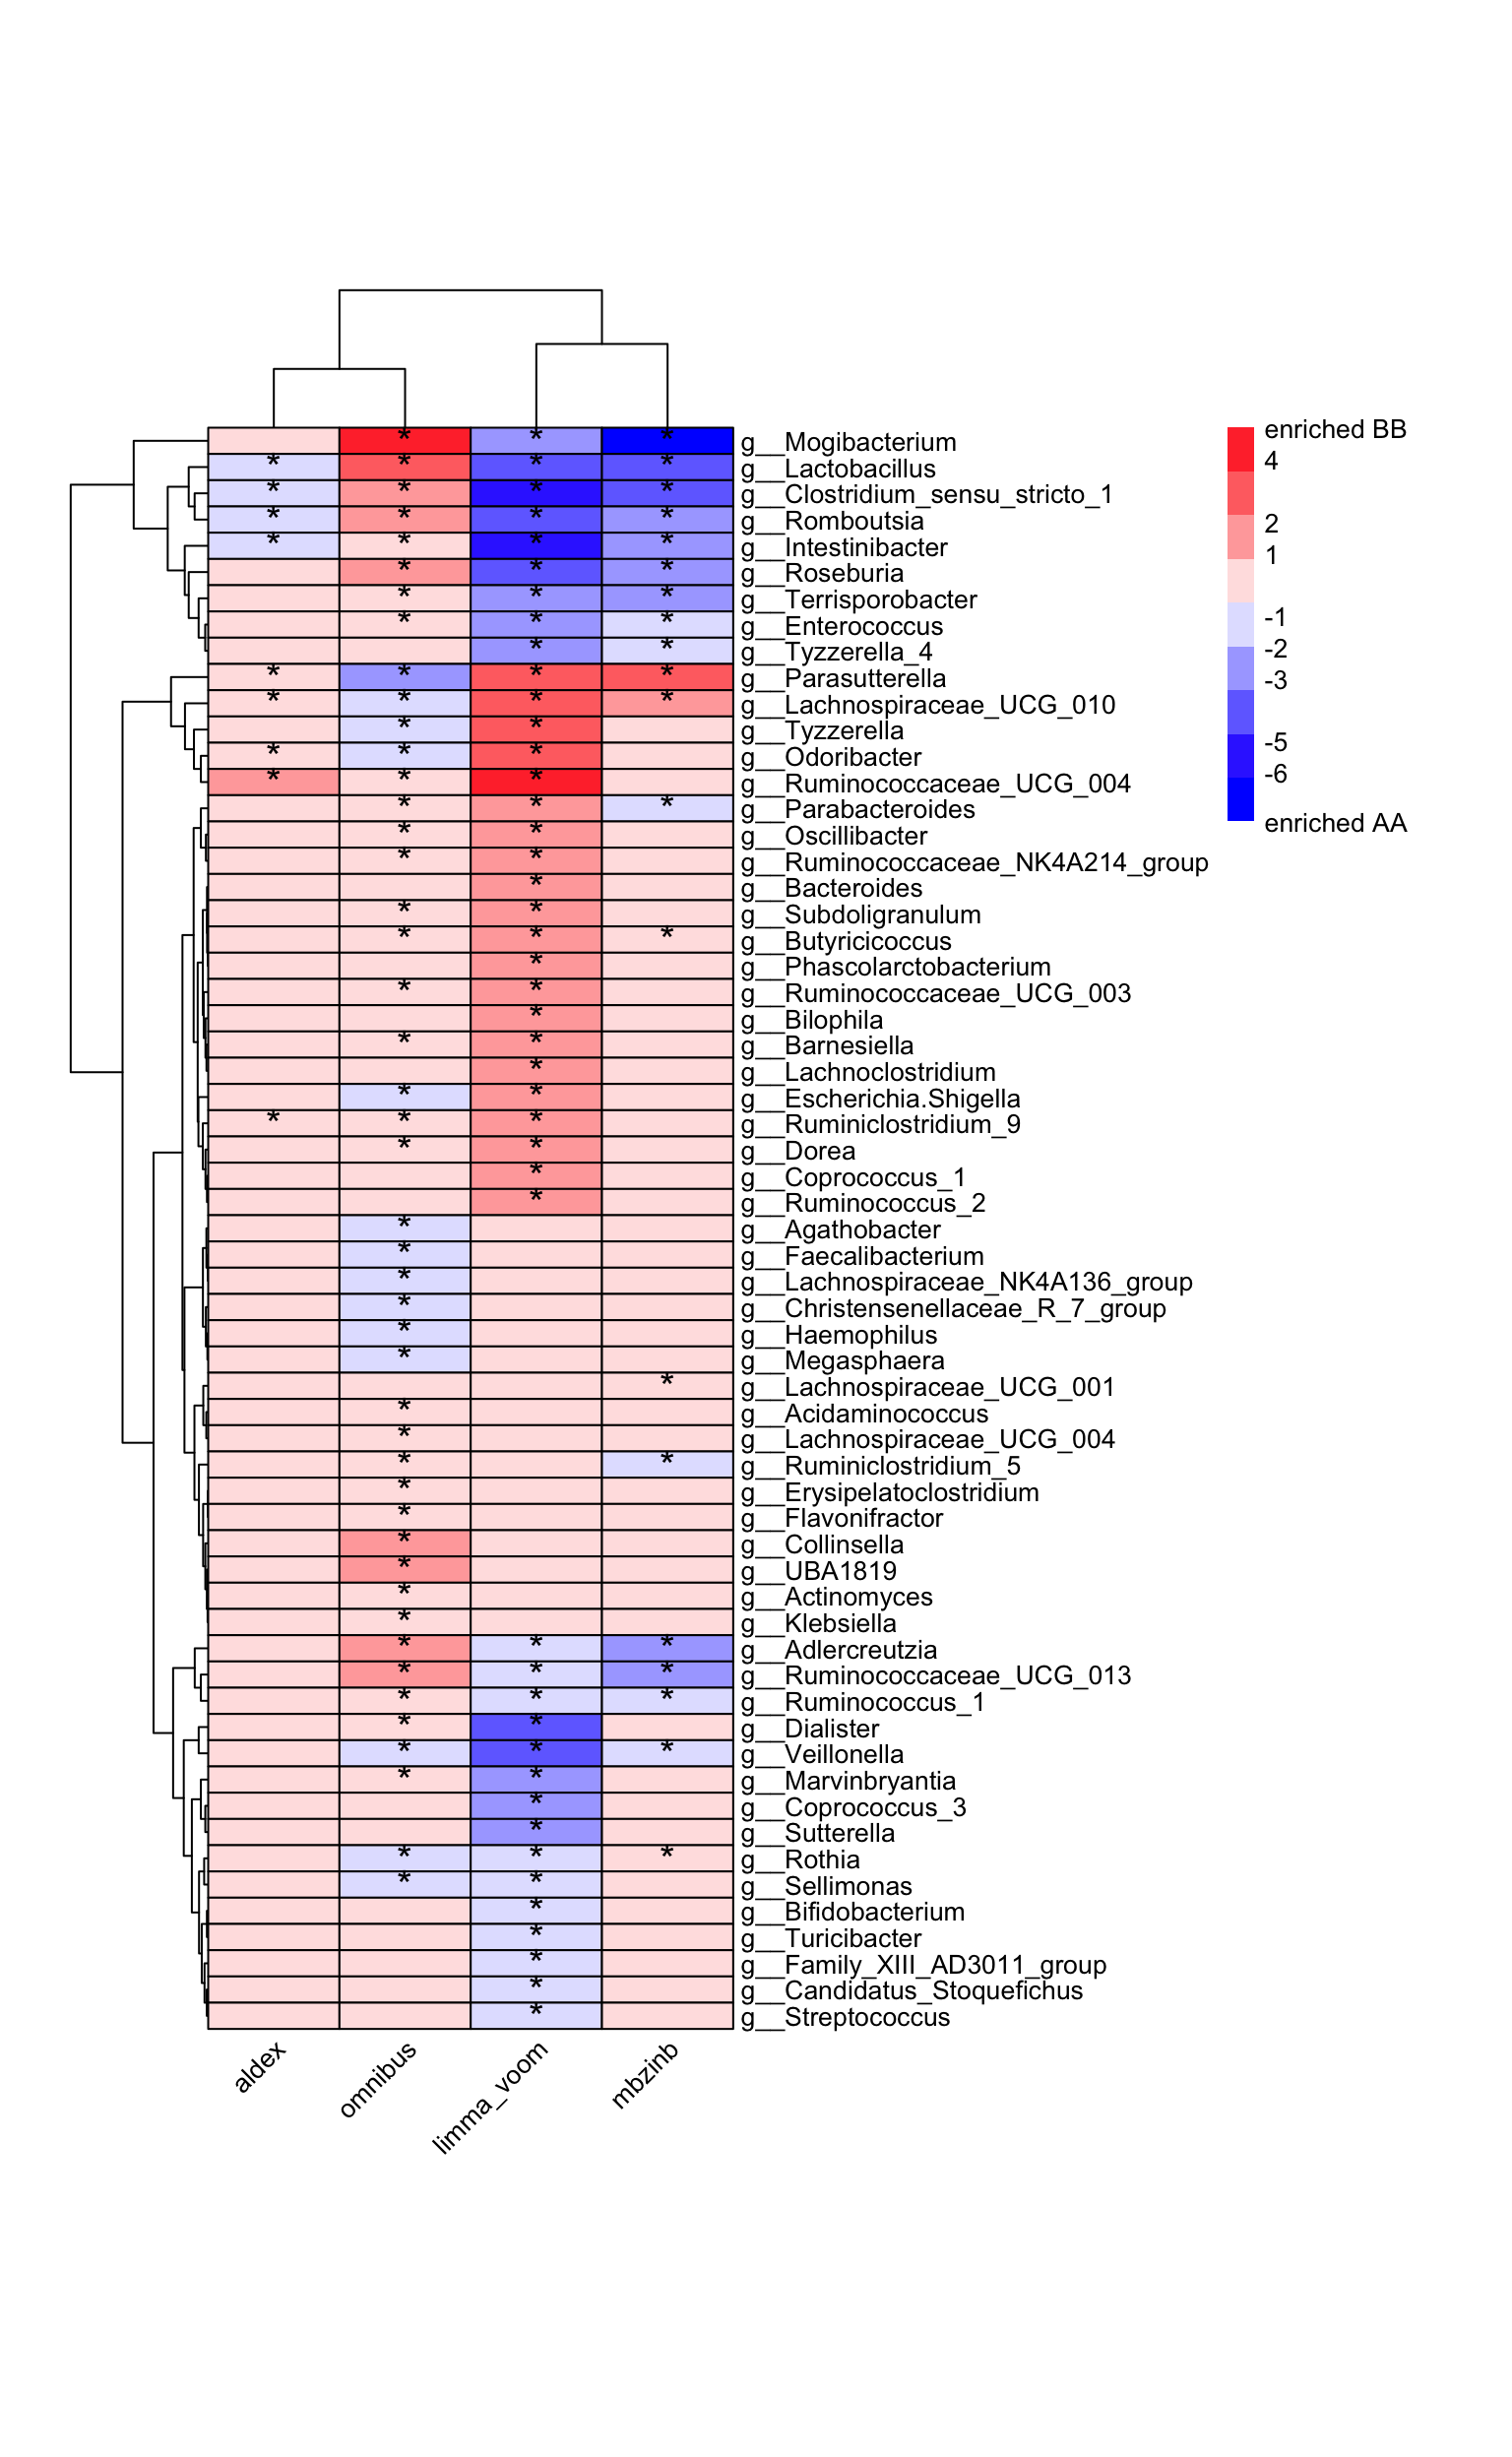 enriched BB
4
2
1
-1
-2
-3
-5
-6
enriched AA
* * * g__Mogibacterium
* * * * g__Lactobacillus
* * * * g__Clostridium_sensu_stricto_1
* * * * g__Romboutsia
* * * * g__Intestinibacter
* * * g__Roseburia
* * * g__Terrisporobacter
* * * g__Enterococcus
* * g__Tyzzerella_4
* * * * g__Parasutterella
* * * * g__Lachnospiraceae_UCG_010
* * g__Tyzzerella
* * * g__Odoribacter
* * * g__Ruminococcaceae_UCG_004
* * * g__Parabacteroides
* * g__Oscillibacter
* * g__Ruminococcaceae_NK4A214_group
* g__Bacteroides
* * g__Subdoligranulum
* * * g__Butyricicoccus
* g__Phascolarctobacterium
* * g__Ruminococcaceae_UCG_003
* g__Bilophila
* * g__Barnesiella
* g__Lachnoclostridium
* * g__Escherichia.Shigella
* * * g__Ruminiclostridium_9
* * g__Dorea
* g__Coprococcus_1
* g__Ruminococcus_2
* g__Agathobacter
* g__Faecalibacterium
* g__Lachnospiraceae_NK4A136_group
* g__Christensenellaceae_R_7_group
* g__Haemophilus
* g__Megasphaera
* g__Lachnospiraceae_UCG_001
* g__Acidaminococcus
* g__Lachnospiraceae_UCG_004
* * g__Ruminiclostridium_5
* g__Erysipelatoclostridium
* g__Flavonifractor
* g__Collinsella
* g__UBA1819
* g__Actinomyces
* g__Klebsiella
* * * g__Adlercreutzia
* * * g__Ruminococcaceae_UCG_013
* * * g__Ruminococcus_1
* * g__Dialister
* * * g__Veillonella
* * g__Marvinbryantia
* g__Coprococcus_3
* g__Sutterella
* * * g__Rothia
* * g__Sellimonas
* g__Bifidobacterium
* g__Turicibacter
* g__Family_XIII_AD3011_group
* g__Candidatus_Stoquefichus
* g__Streptococcus
aldex
omnibus
limma_voom
mbzinb